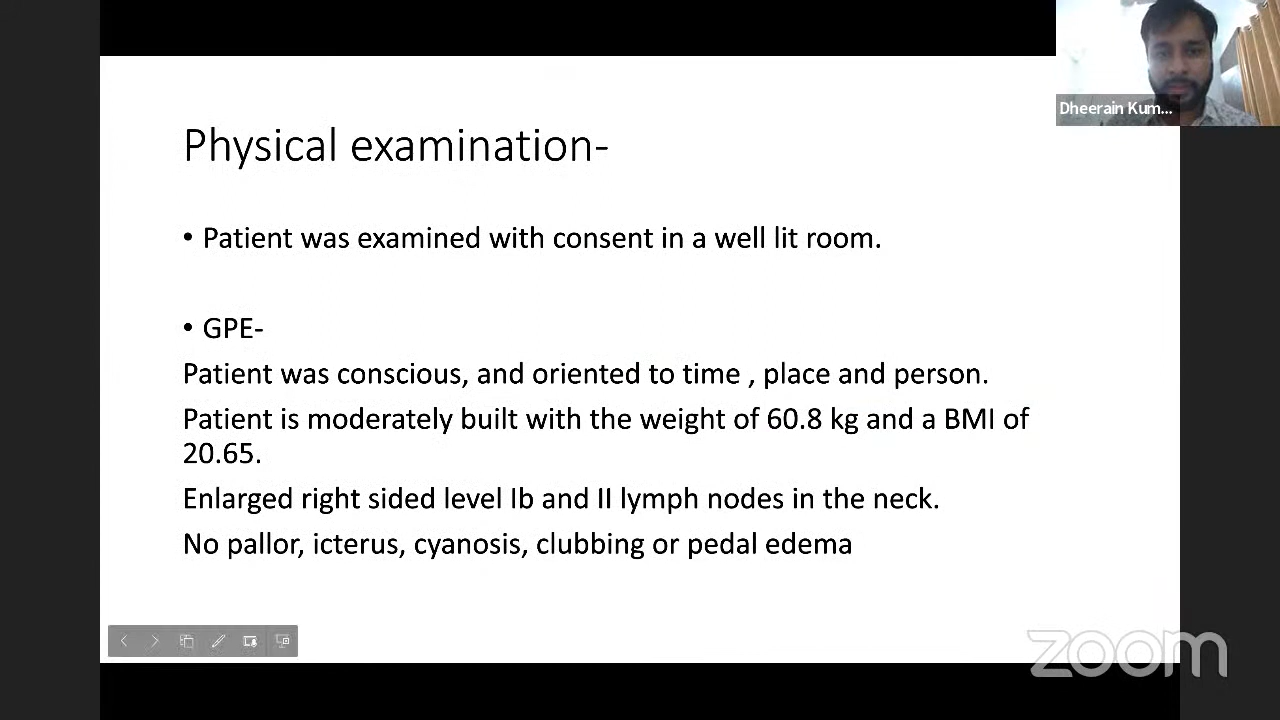 Dheerain Kum...
Physical examination-
• Patient was examined with consent in a well lit room.
• GPE-
Patient was conscious, and oriented to time , place and person.
Patient is moderately built with the weight of 60.8 kg and a BMI of
20.65.
Enlarged right sided level Ib and II lymph nodes in the neck.
No pallor, icterus, cyanosis, clubbing or pedal edema
zoom